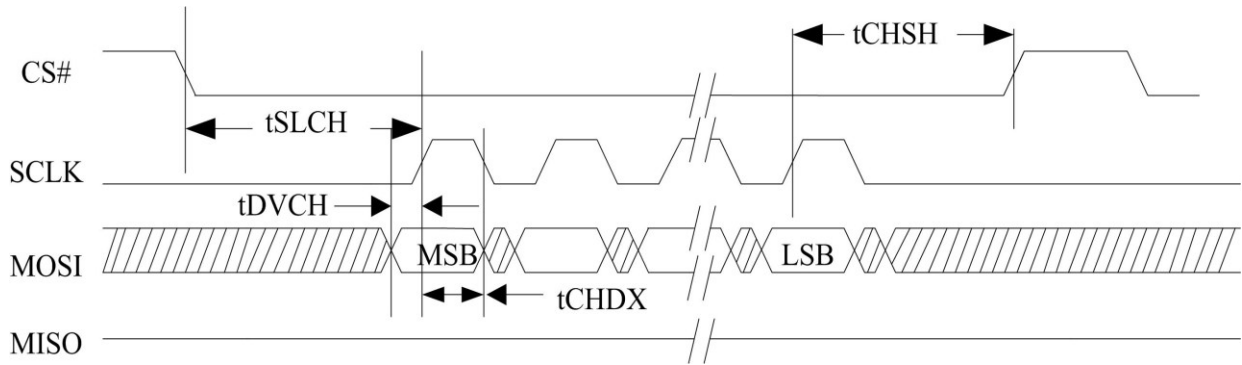 tCHSH
CS#
tSLCH
SCLK
tDVCH
MOSI
MSB
LSB
tCHDX
MISO